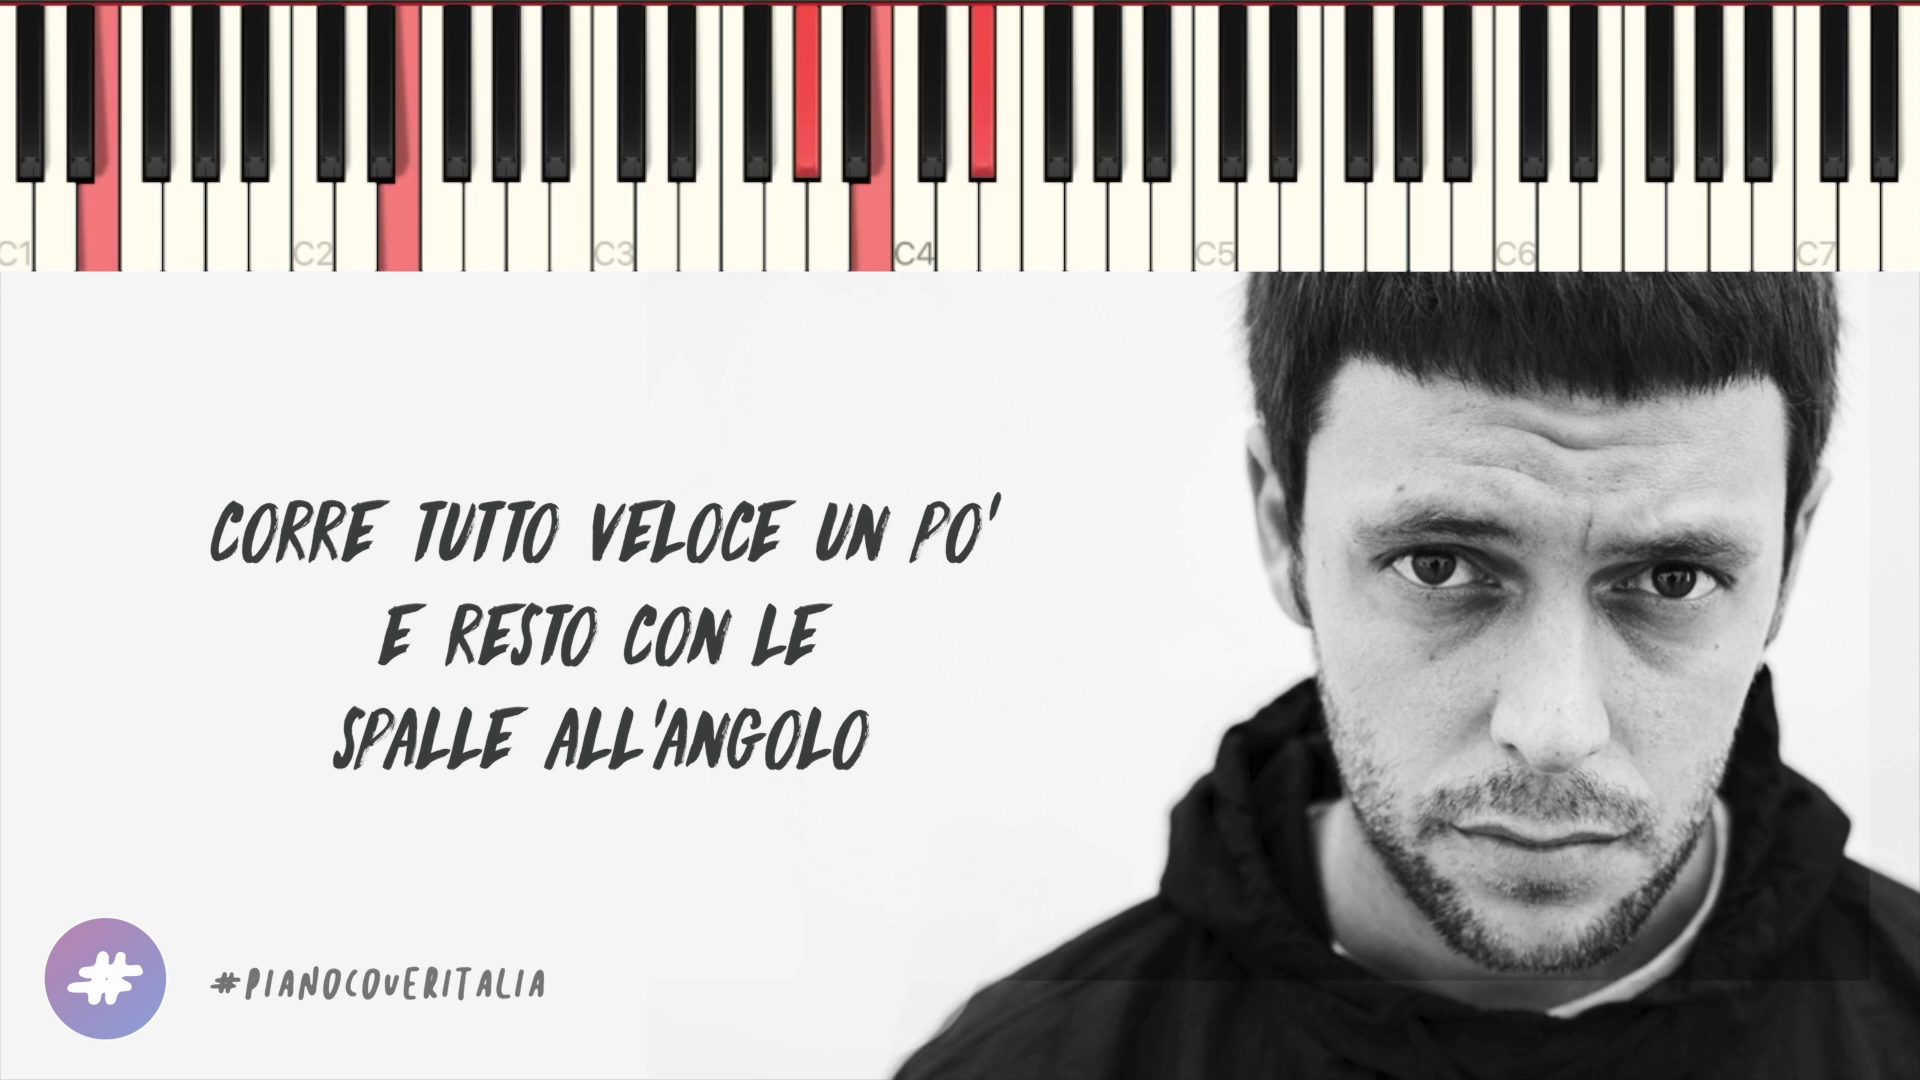 C1 C2 C3 C4 C5 C6 C7
CORRE TUTTO VELOCE UN PO'
E RESTO CON LE
SPALLE ALL'ANGOLO
#
#PIANOCOVERITALIA